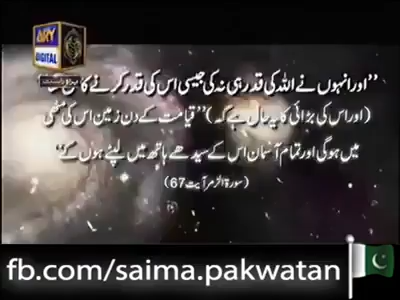 ARY
DIGITAL
براہ راست
"اور انہوں نے اللہ کی قدر ہی نہ کی جیسی اس کی قدر کرنے کا
(اور اس کی بڑائی کا یہ حال ہے کہ) "قیامت کے دن زمین اس کی مٹھی
میں ہوگی اور تمام آسمان اس کے سیدھے ہاتھ میں لپٹے ہوں گے"
(سورۃ الزمر آیت 67)
fb.com/saima.pakwatan